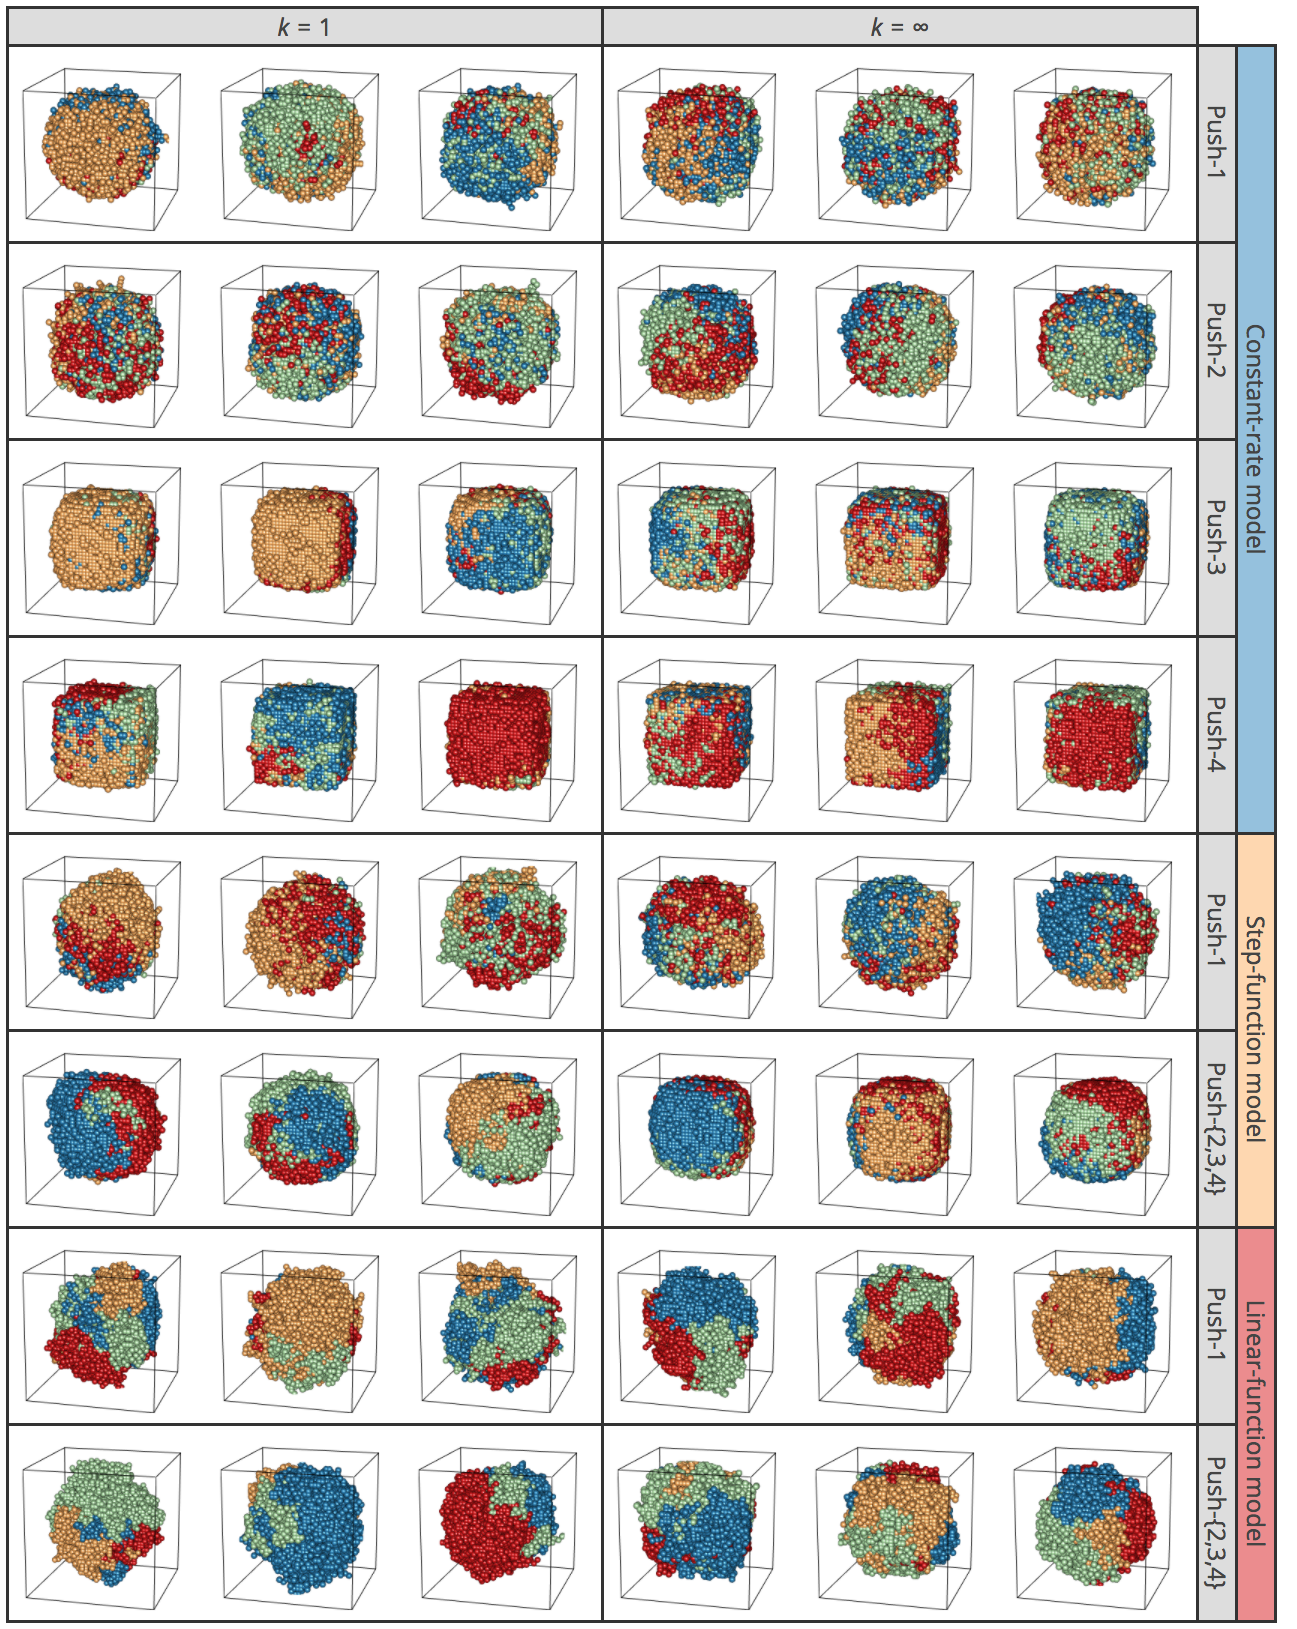 k = 1
k = ∞
Push-1
Push-2
Push-3
Push-4
Constant-rate model
Push-1
Push-{2,3,4}
Step-function model
Push-1
Push-{2,3,4}
Linear-function model